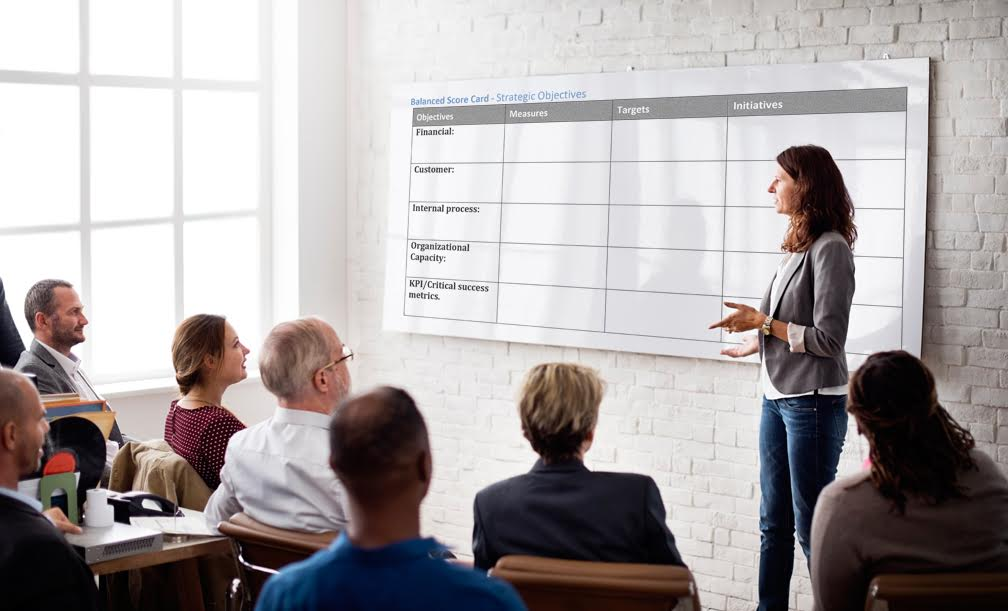 Balanced Score Card - Strategic Objectives
Objectives Measures Targets Initiatives
Financial:
Customer:
Internal process:
Organizational
Capacity:
KPI/Critical success
metrics.